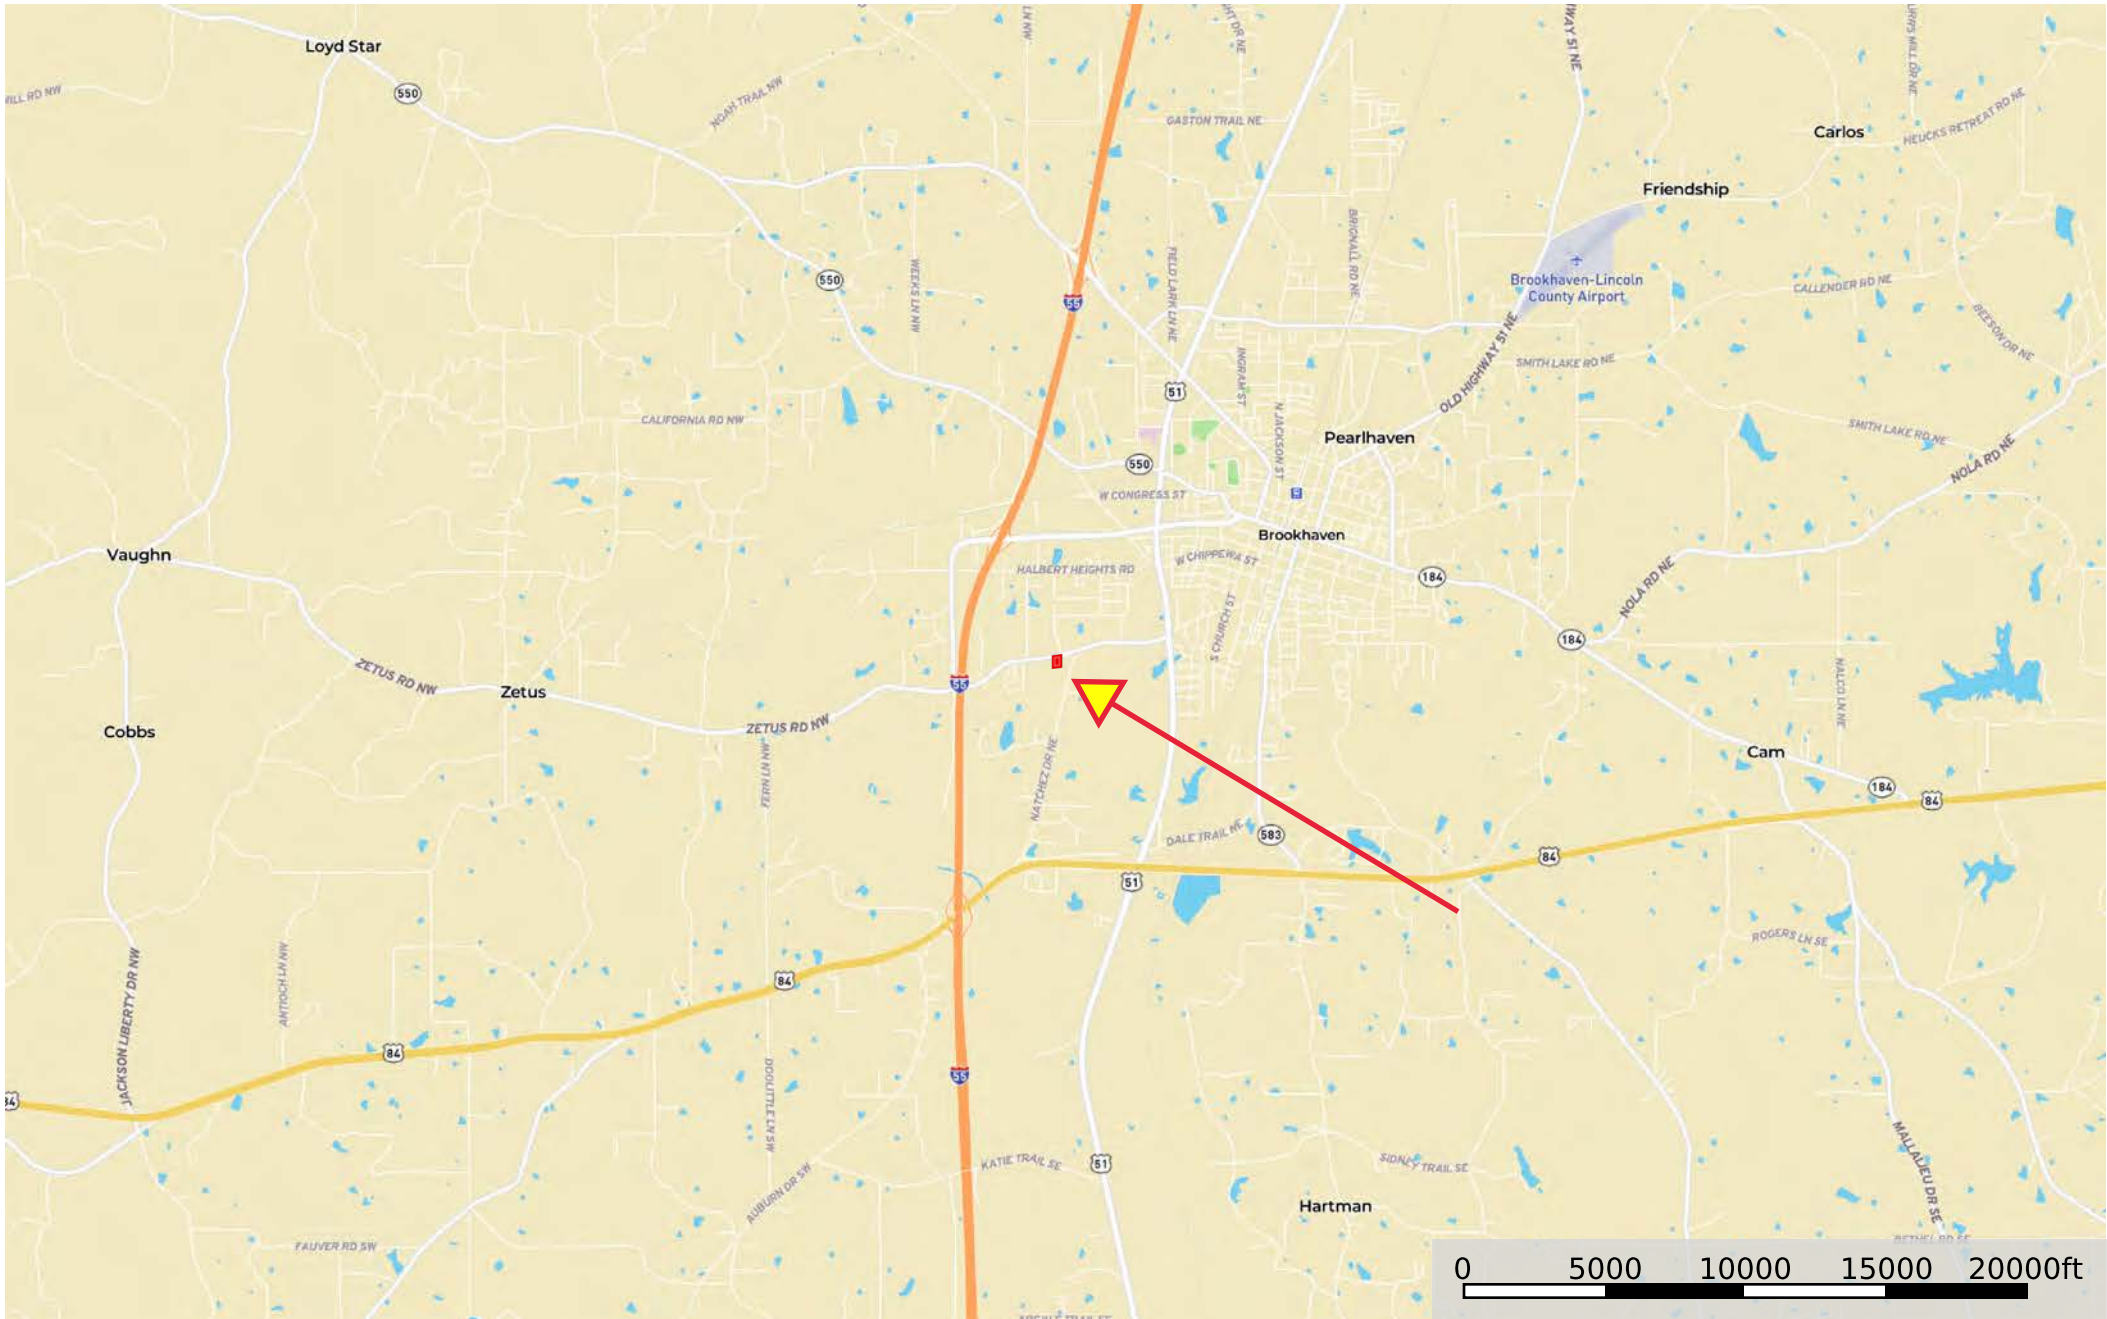 Loyd Star
550
NOAH TRAIL NW
GASTON TRAIL NE
Carlos
HEUCKS RETREAT RD NE
Friendship
BRIGNALL RD NE
FIELD LARK LN NE
WEEKS LN NW
550
55
Brookhaven-Lincoln
County Airport
CALLENDER RD NE
BEESON DR NE
SMITH LAKE RD NE
OLD HIGHWAY 51 NE
INGRAM ST
51
CALIFORNIA RD NW
N JACKSON ST
Pearlhaven
SMITH LAKE RD NE
NOLA RD NE
550
W CONGRESS ST
Brookhaven
Vaughn
W CHIPPEWA ST
HALBERT HEIGHTS RD
184
NOLA RD NE
S CHURCH ST
184
ZETUS RD NW
Zetus
55
NALCO LN NE
ZETUS RD NW
Cobbs
Cam
FERN LN NW
NATCHEZ DR NE
184
84
DALE TRAIL NE
583
84
51
ROGERS LN SE
ANTIOCH LN NW
JACKSON LIBERTY DR NW
84
84
55
DOOLITTLE LN SW
KATIE TRAIL SE
51
SIDNEY TRAIL SE
AUBURN DR SW
MALLALIEU DR SE
Hartman
FAUVER RD SW
0 5000 10000 15000 20000ft